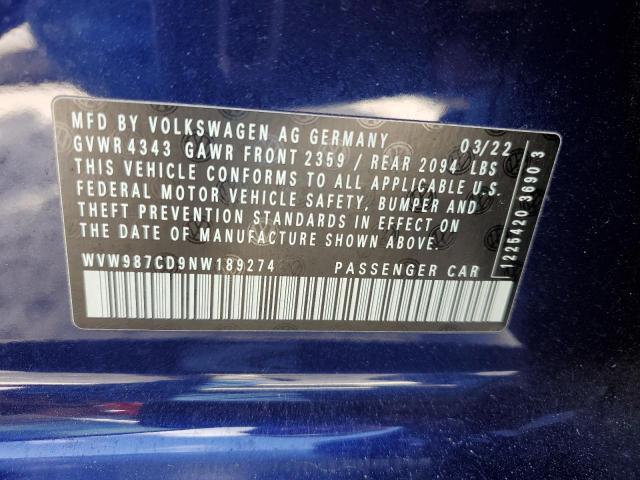 MFD BY VOLKSWAGEN AG GERMANY 03/22
GVWR 4343 GAWR FRONT 2359 / REAR 2094 LBS
THIS VEHICLE CONFORMS TO ALL APPLICABLE U.S.
FEDERAL MOTOR VEHICLE SAFETY, BUMPER AND
THEFT PREVENTION STANDARDS IN EFFECT ON
THE DATE OF MANUFACTURE SHOWN ABOVE.
WVW987CD9NW189274 PASSENGER CAR
1225420 3690 3